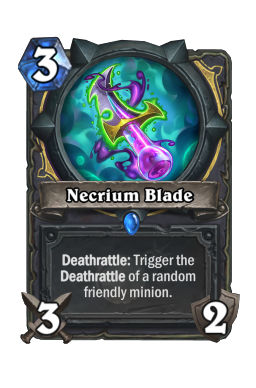 3
Necrium Blade
Deathrattle: Trigger the
Deathrattle of a random
friendly minion.
3 2